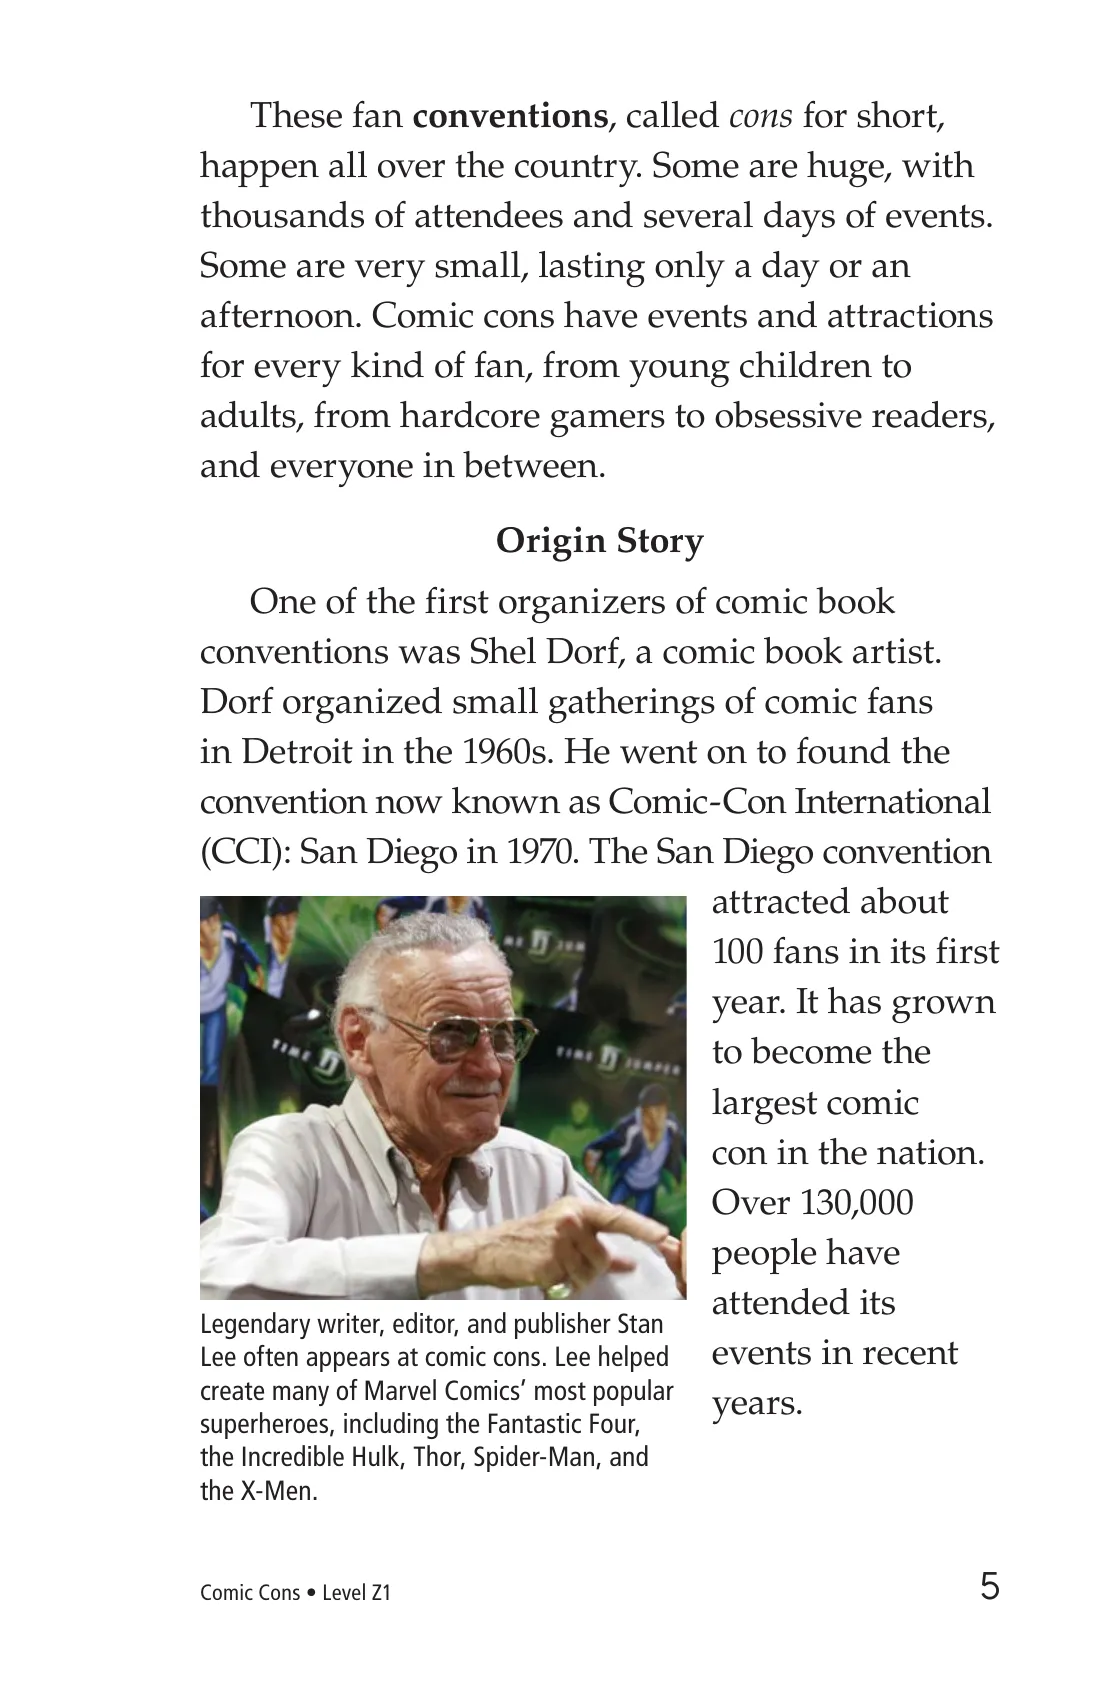 These fan conventions, called cons for short,
happen all over the country. Some are huge, with
thousands of attendees and several days of events.
Some are very small, lasting only a day or an
afternoon. Comic cons have events and attractions
for every kind of fan, from young children to
adults, from hardcore gamers to obsessive readers,
and everyone in between.
Origin Story
One of the first organizers of comic book
conventions was Shel Dorf, a comic book artist.
Dorf organized small gatherings of comic fans
in Detroit in the 1960s. He went on to found the
convention now known as Comic-Con International
(CCI): San Diego in 1970. The San Diego convention
attracted about
100 fans in its first
year. It has grown
to become the
largest comic
con in the nation.
Over 130,000
people have
attended its
events in recent
years.
ME JUM
TIME JUMPER
TIME J
Legendary writer, editor, and publisher Stan
Lee often appears at comic cons. Lee helped
create many of Marvel Comics’ most popular
superheroes, including the Fantastic Four,
the Incredible Hulk, Thor, Spider-Man, and
the X-Men.
Comic Cons • Level Z1
5